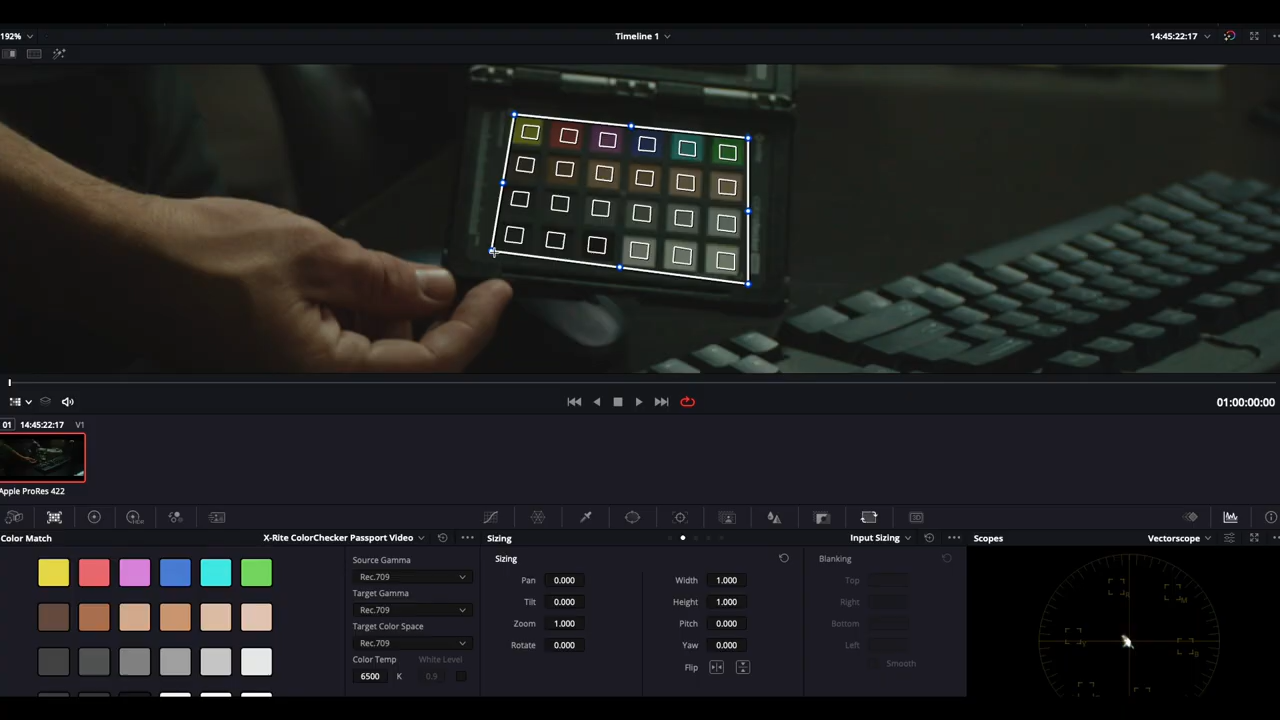 192%
Timeline 1
14:45:22:17
01:00:00:00
01 14:45:22:17 V1
Apple ProRes 422
HDR
3D
Color Match
X-Rite ColorChecker Passport Video
Source Gamma
Rec.709
Target Gamma
Rec.709
Target Color Space
Rec.709
Color Temp
White Level
6500 K
0.9
Sizing
Input Sizing
Sizing
Pan 0.000
Tilt 0.000
Zoom 1.000
Rotate 0.000
Width 1.000
Height 1.000
Pitch 0.000
Yaw 0.000
Flip
Blanking
Top
Right
Bottom
Left
Smooth
Scopes
Vectorscope